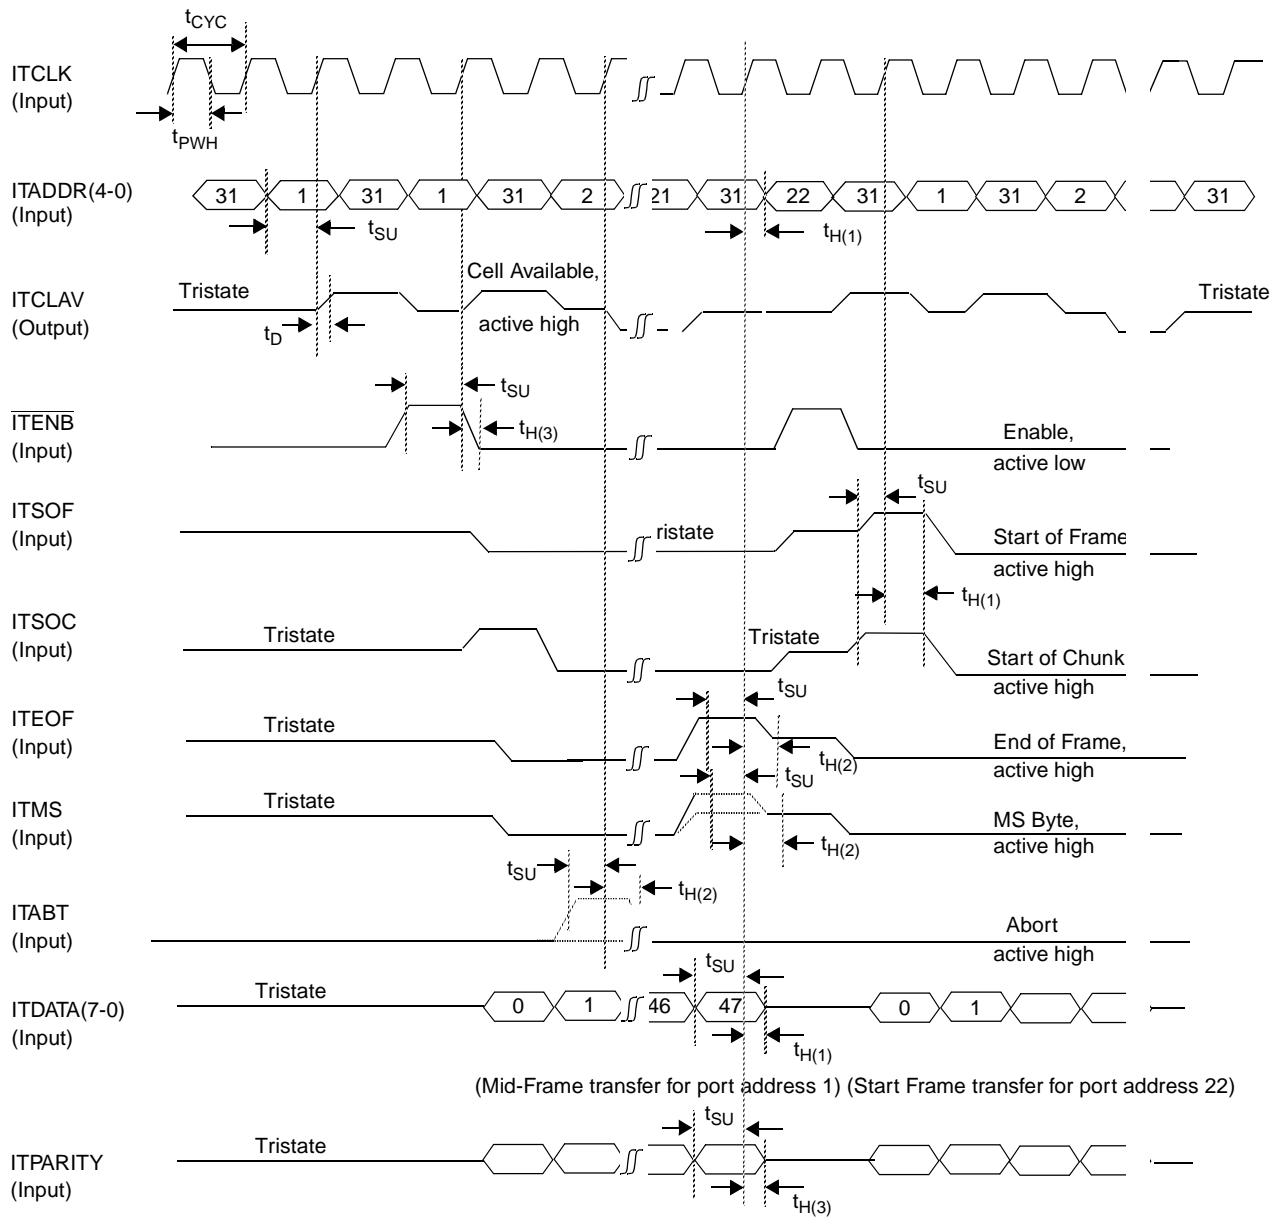 tCYC
ITCLK
(Input)
tPWH
ITADDR(4-0)
(Input)
31 1 31 1 31 2 21 31 22 31 1 31 2 31
tSU
tH(1)
ITCLAV
(Output)
Tristate
Cell Available,
active high
Tristate
tD
ITENB
(Input)
tSU
tH(3)
Enable,
active low
ITSOF
(Input)
ristate
tSU
Start of Frame
active high
tH(1)
ITSOC
(Input)
Tristate
Tristate
Start of Chunk
active high
ITEOF
(Input)
Tristate
tSU
tH(2)
End of Frame,
active high
ITMS
(Input)
Tristate
tSU
tH(2)
MS Byte,
active high
ITABT
(Input)
tSU
tH(2)
Abort
active high
ITDATA(7-0)
(Input)
Tristate
tSU
0 1 46 47 0 1
tH(1)
(Mid-Frame transfer for port address 1) (Start Frame transfer for port address 22)
ITPARITY
(Input)
Tristate
tSU
tH(3)